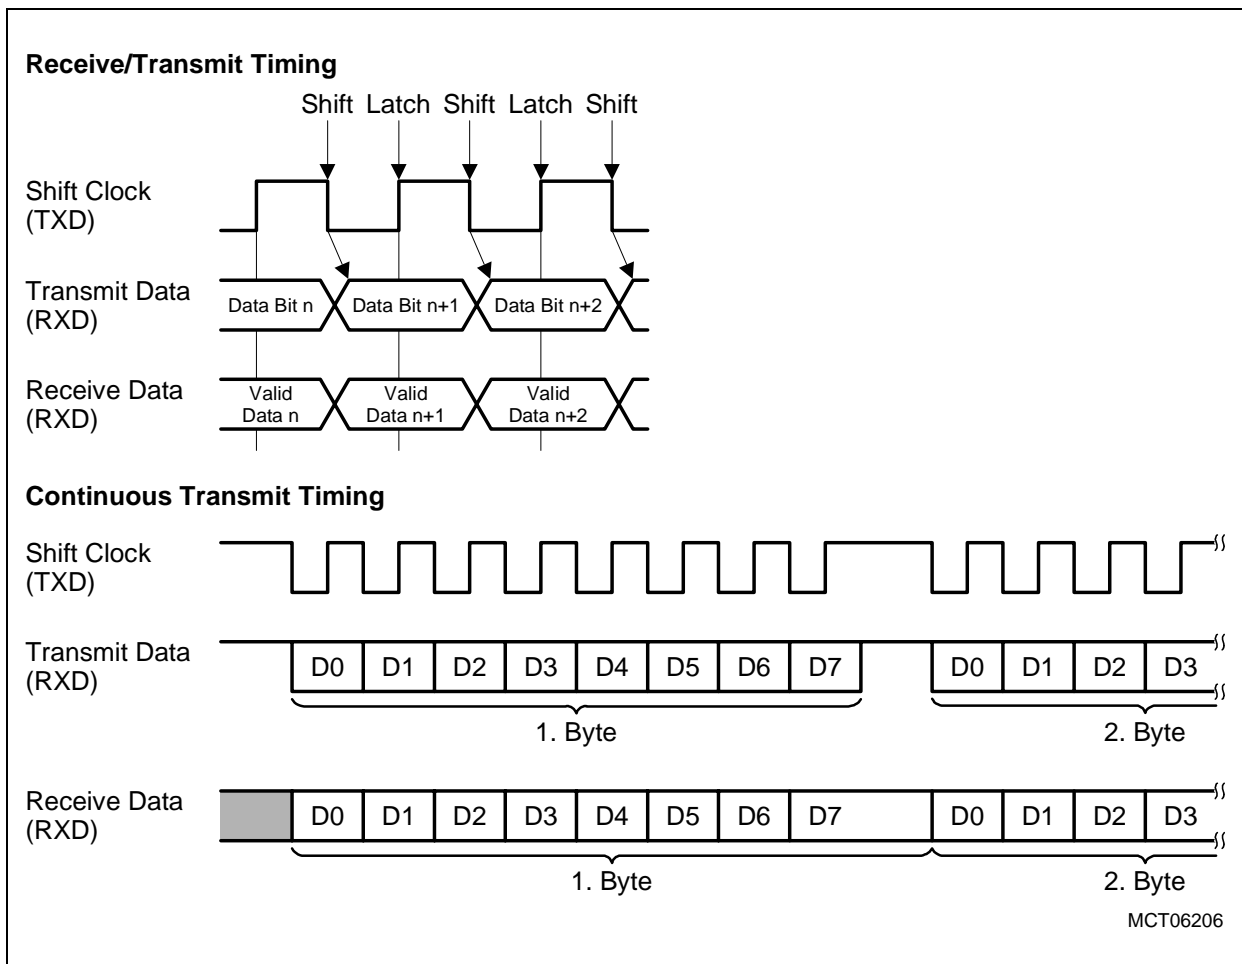 Receive/Transmit Timing
Shift Latch Shift Latch Shift
Shift Clock
(TXD)
Transmit Data
(RXD)
Data Bit n Data Bit n+1 Data Bit n+2
Receive Data
(RXD)
Valid Valid Valid
Data n Data n+1 Data n+2
Continuous Transmit Timing
Shift Clock
(TXD)
Transmit Data
(RXD)
D0 D1 D2 D3 D4 D5 D6 D7 D0 D1 D2 D3
1. Byte 2. Byte
Receive Data
(RXD)
D0 D1 D2 D3 D4 D5 D6 D7 D0 D1 D2 D3
1. Byte 2. Byte
MCT06206